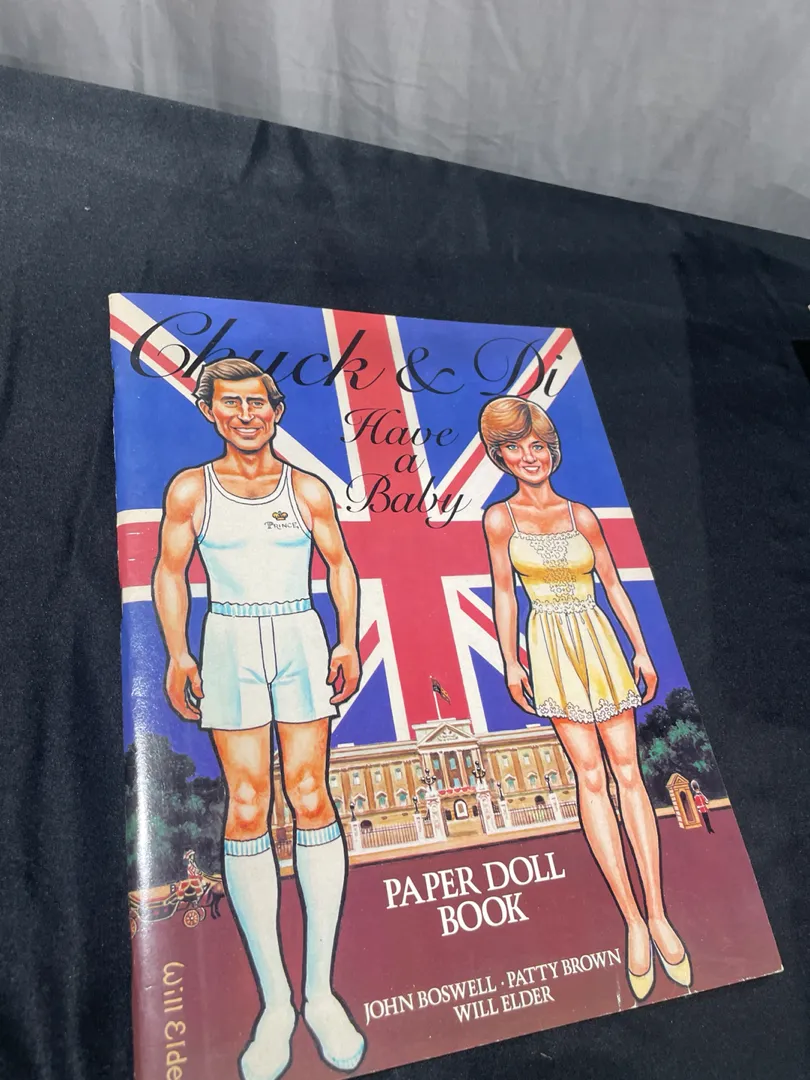 Chuck & Di
Have
a
Baby
PRINCE
PAPER DOLL
BOOK
JOHN BOSWELL · PATTY BROWN
WILL ELDER
Will Elde